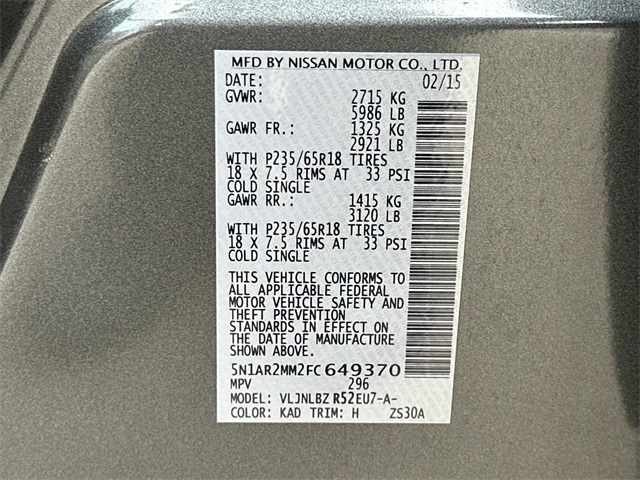 MFD BY NISSAN MOTOR CO., LTD.
DATE: 02/15
GVWR: 2715 KG
5986 LB
GAWR FR.: 1325 KG
2921 LB
WITH P235/65R18 TIRES
18 X 7.5 RIMS AT 33 PSI
COLD SINGLE
GAWR RR.: 1415 KG
3120 LB
WITH P235/65R18 TIRES
18 X 7.5 RIMS AT 33 PSI
COLD SINGLE
THIS VEHICLE CONFORMS TO
ALL APPLICABLE FEDERAL
MOTOR VEHICLE SAFETY AND
THEFT PREVENTION
STANDARDS IN EFFECT ON
THE DATE OF MANUFACTURE
SHOWN ABOVE.
5N1AR2MM2FC649370
MPV 296
MODEL: VLJNLBZ R52EU7-A-
COLOR: KAD TRIM: H ZS30A